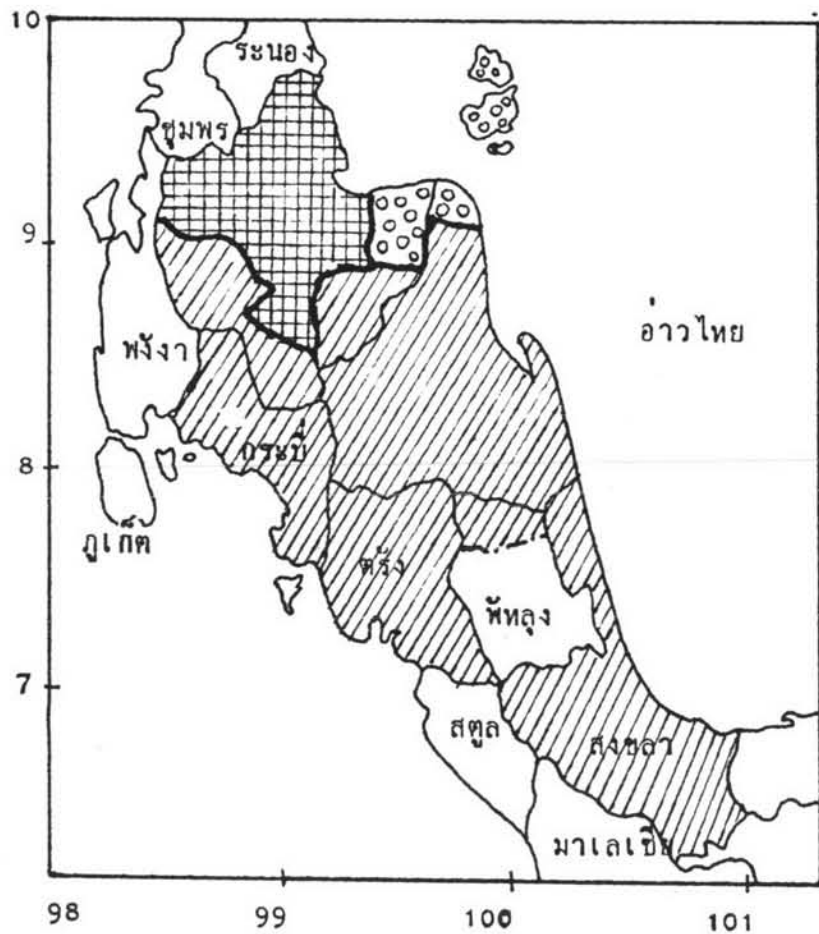 10
ระนอง
ชุมพร
9
พังงา
อ่าวไทย
กระบี่
8
ภูเก็ต
ตรัง
พัทลุง
7
สตูล
สงขลา
มาเลเซีย
98
99
100
101